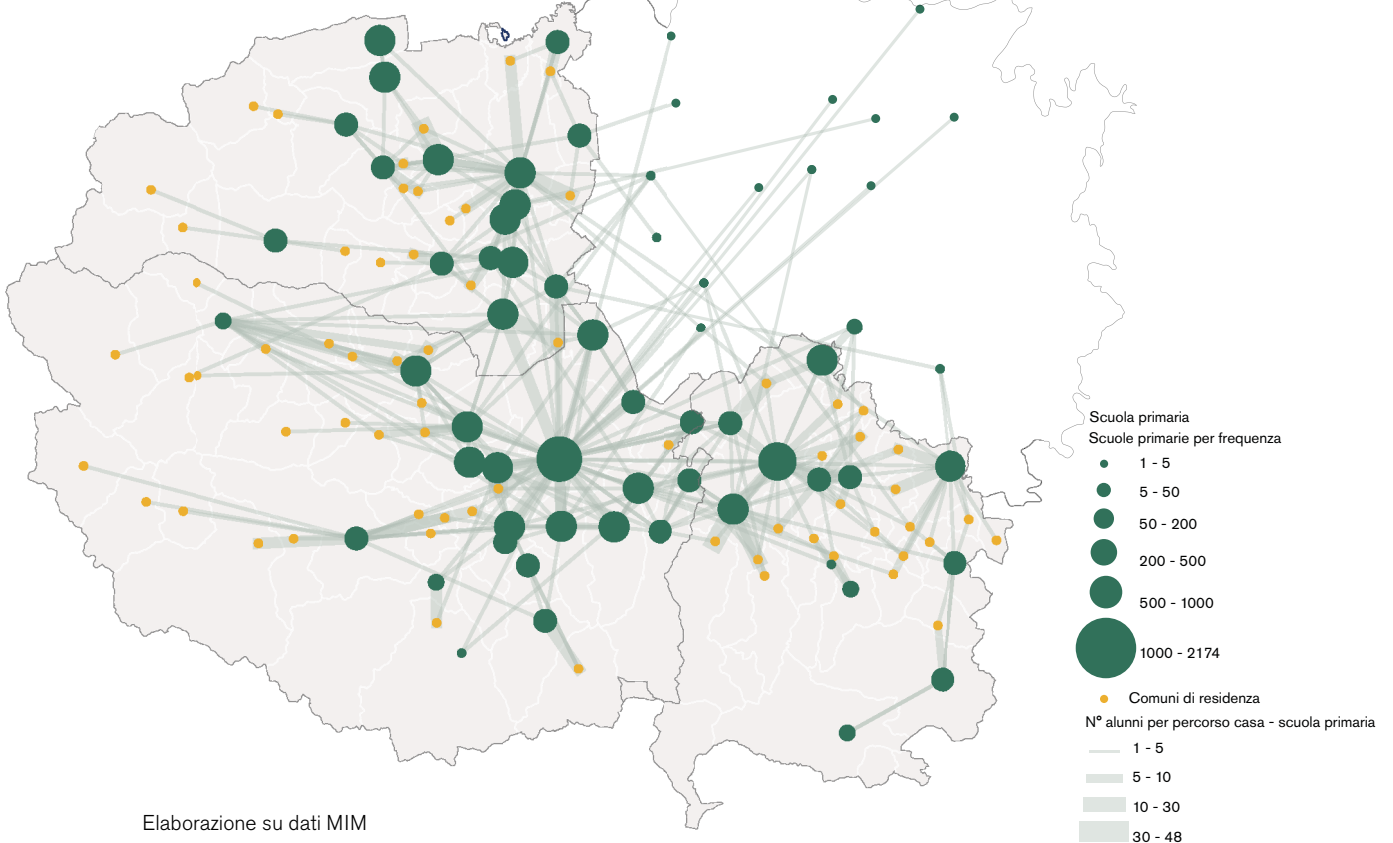 Scuola primaria
Scuole primarie per frequenza
1 - 5
5 - 50
50 - 200
200 - 500
500 - 1000
1000 - 2174
Comuni di residenza
N° alunni per percorso casa - scuola primaria
1 - 5
5 - 10
10 - 30
30 - 48
Elaborazione su dati MIM